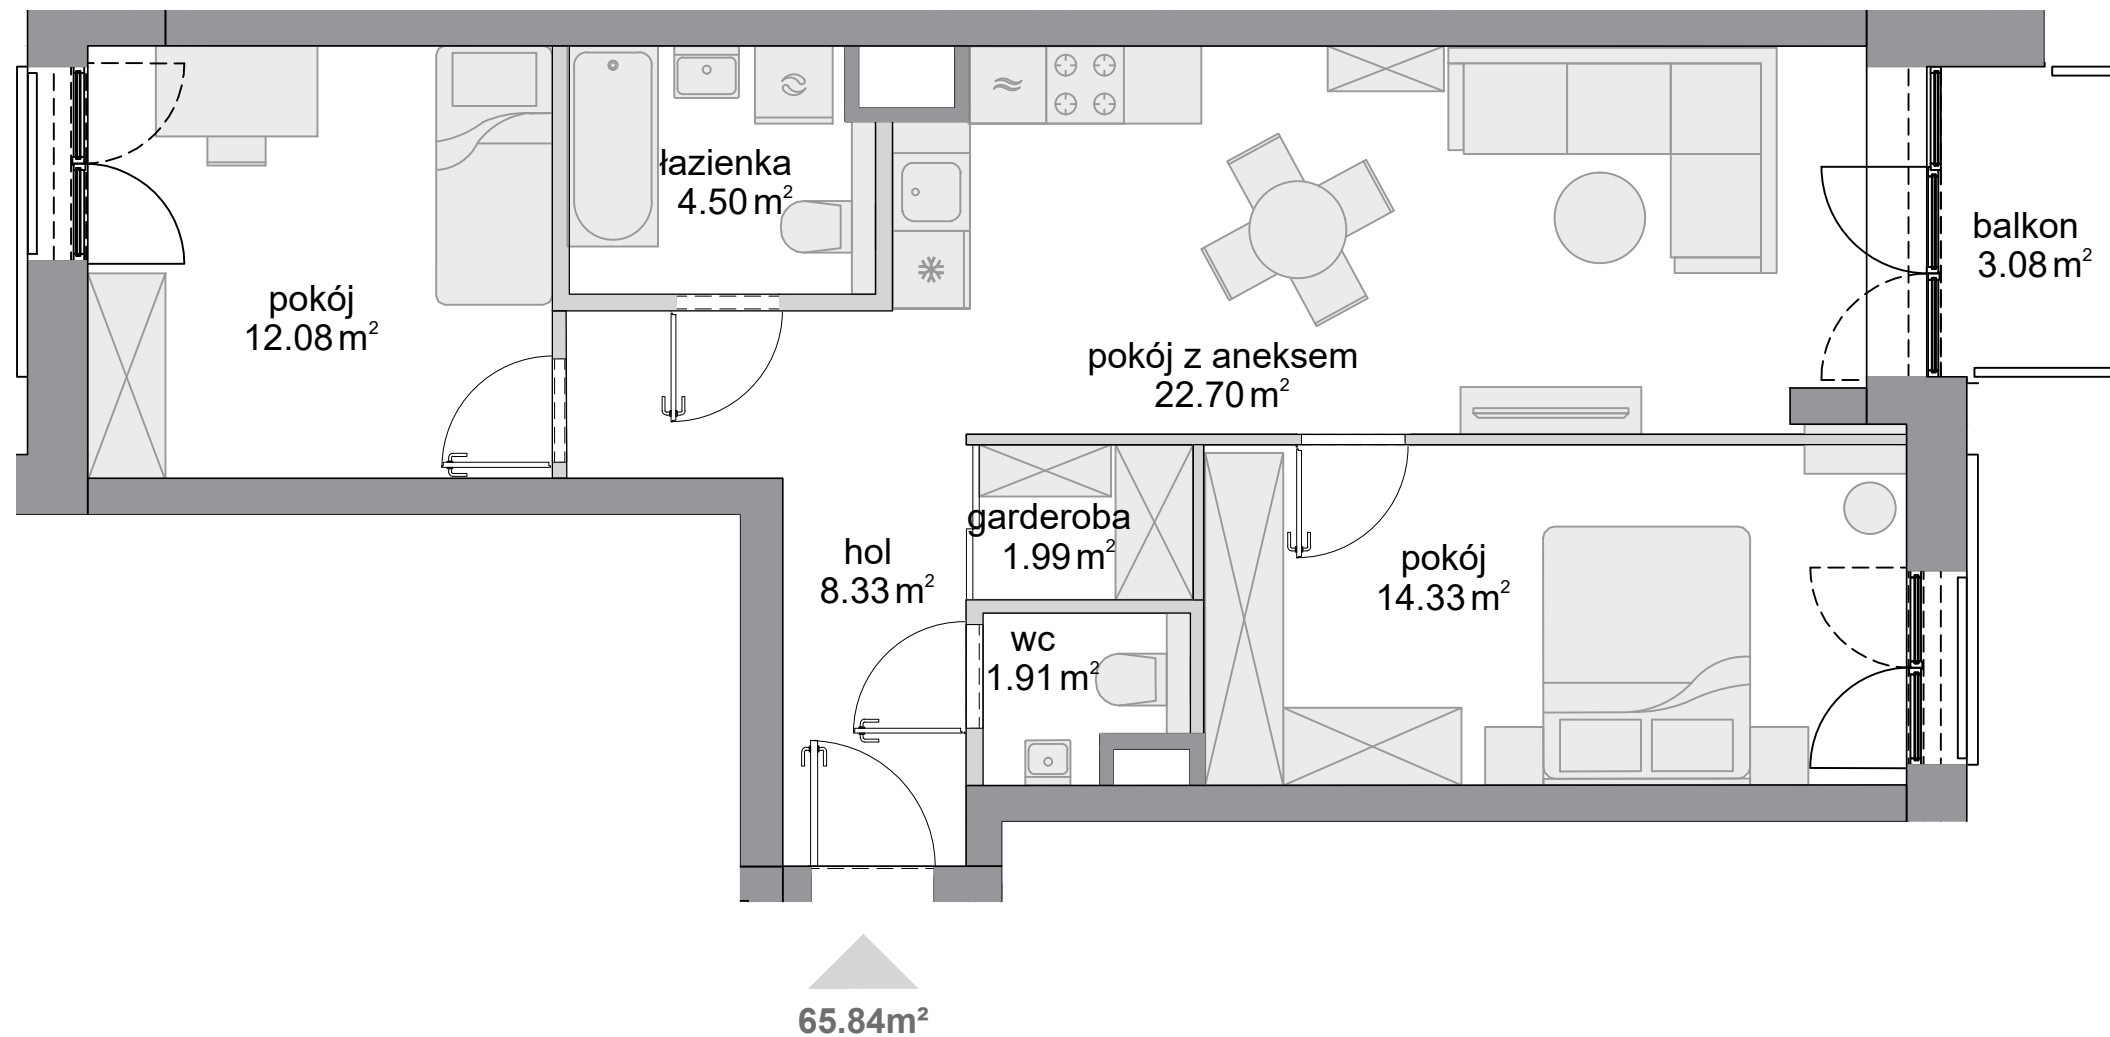 łazienka
4.50 m²
balkon
3.08 m²
pokój
12.08 m²
pokój z aneksem
22.70 m²
garderoba
1.99 m²
hol
8.33 m²
pokój
14.33 m²
wc
1.91 m²
65.84m²